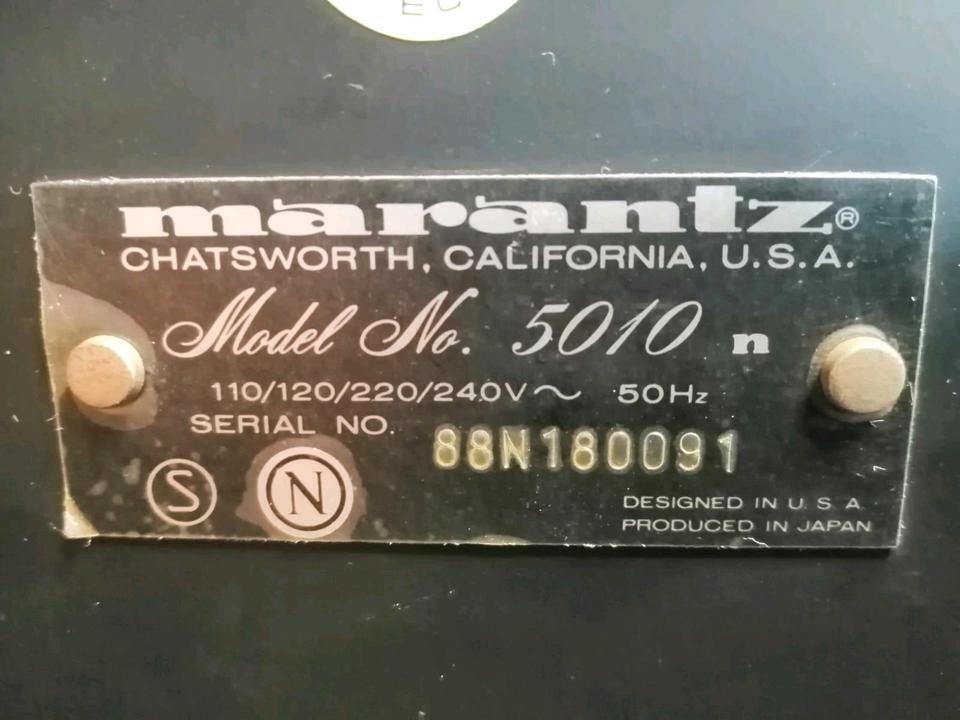 EC
marantz®
CHATSWORTH, CALIFORNIA, U.S.A.
Model No. 5010 n
110/120/220/240V~ 50Hz
SERIAL NO. 88N180091
S N
DESIGNED IN U S A
PRODUCED IN JAPAN